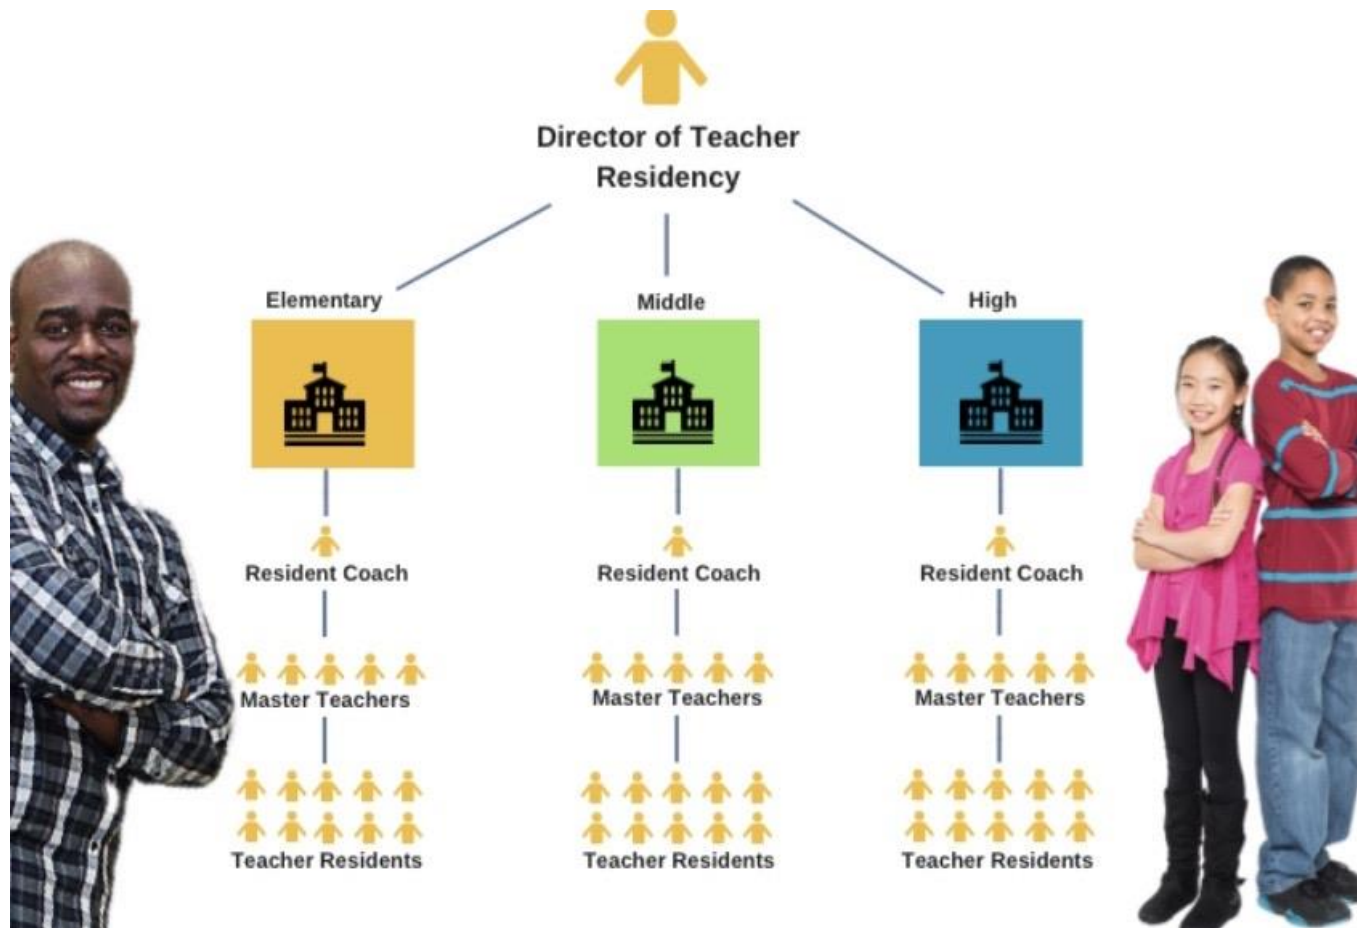 Director of Teacher
Residency
Elementary
Middle
High
Resident Coach
Resident Coach
Resident Coach
Master Teachers
Master Teachers
Master Teachers
Teacher Residents
Teacher Residents
Teacher Residents